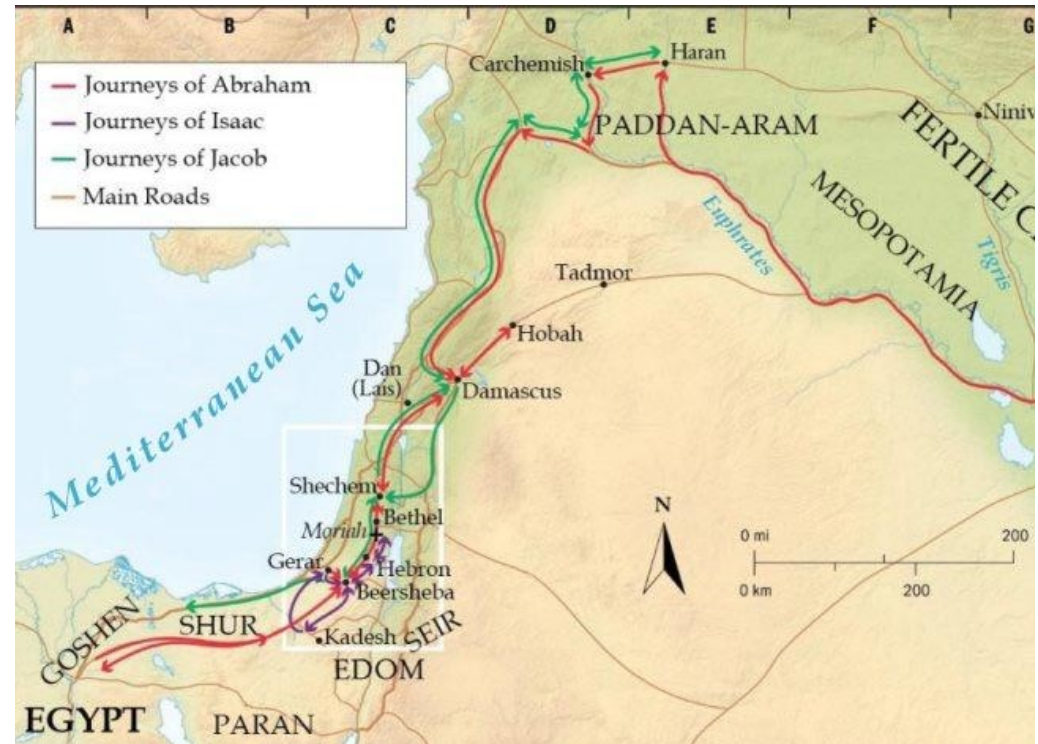 A B C D E F G
Journeys of Abraham
Journeys of Isaac
Journeys of Jacob
Main Roads
Carchemish
Haran
PADDAN-ARAM
Niniv
FERTILE C
MESOPOTAMIA
Euphrates
Tigris
Tadmor
Hobah
Mediterranean Sea
Dan
(Lais)
Damascus
Shechem
Bethel
Moriah
Gerar
Hebron
Beersheba
GOSHEN
SHUR
Kadesh
SEIR
EDOM
EGYPT
PARAN
N
0 mi 200
0 km 200